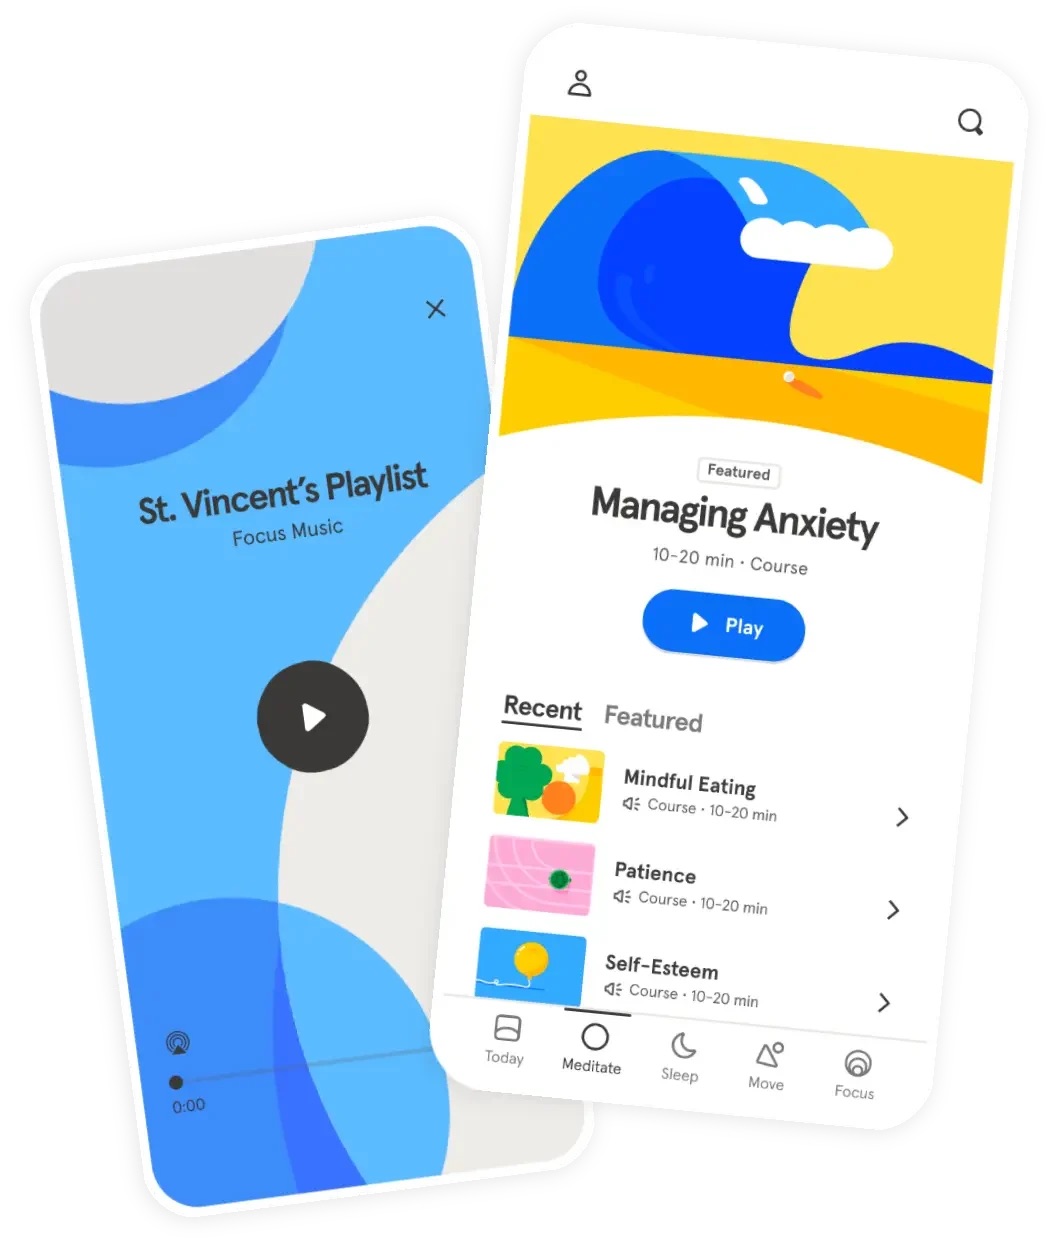 St. Vincent's Playlist
Focus Music
0:00
Featured
Managing Anxiety
10-20 min • Course
Play
Recent Featured
Mindful Eating
Course • 10-20 min
Patience
Course • 10-20 min
Self-Esteem
Course • 10-20 min
Today Meditate Sleep Move Focus